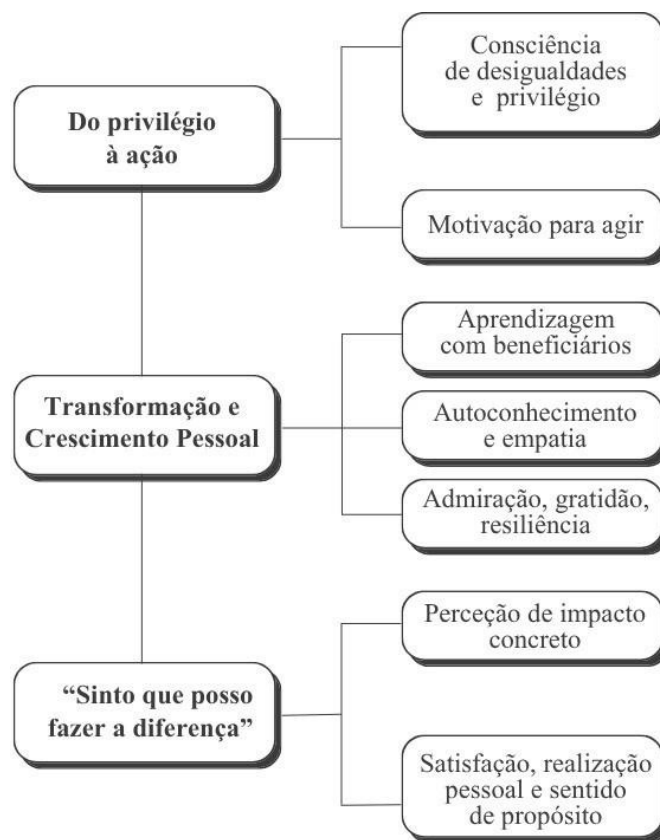 Do privilégio
à ação
Consciência
de desigualdades
e privilégio
Motivação para agir
Transformação e
Crescimento Pessoal
Aprendizagem
com beneficiários
Autoconhecimento
e empatia
Admiração, gratidão,
resiliência
“Sinto que posso
fazer a diferença”
Perceção de impacto
concreto
Satisfação, realização
pessoal e sentido
de propósito